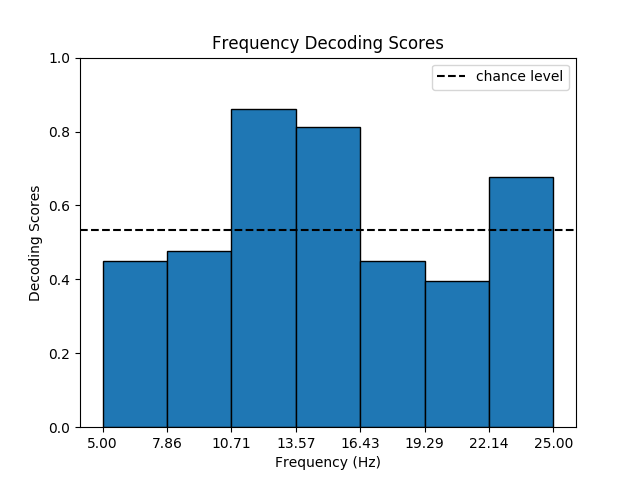 Frequency Decoding Scores
chance level
Decoding Scores
1.0
0.8
0.6
0.4
0.2
0.0
5.00 7.86 10.71 13.57 16.43 19.29 22.14 25.00
Frequency (Hz)